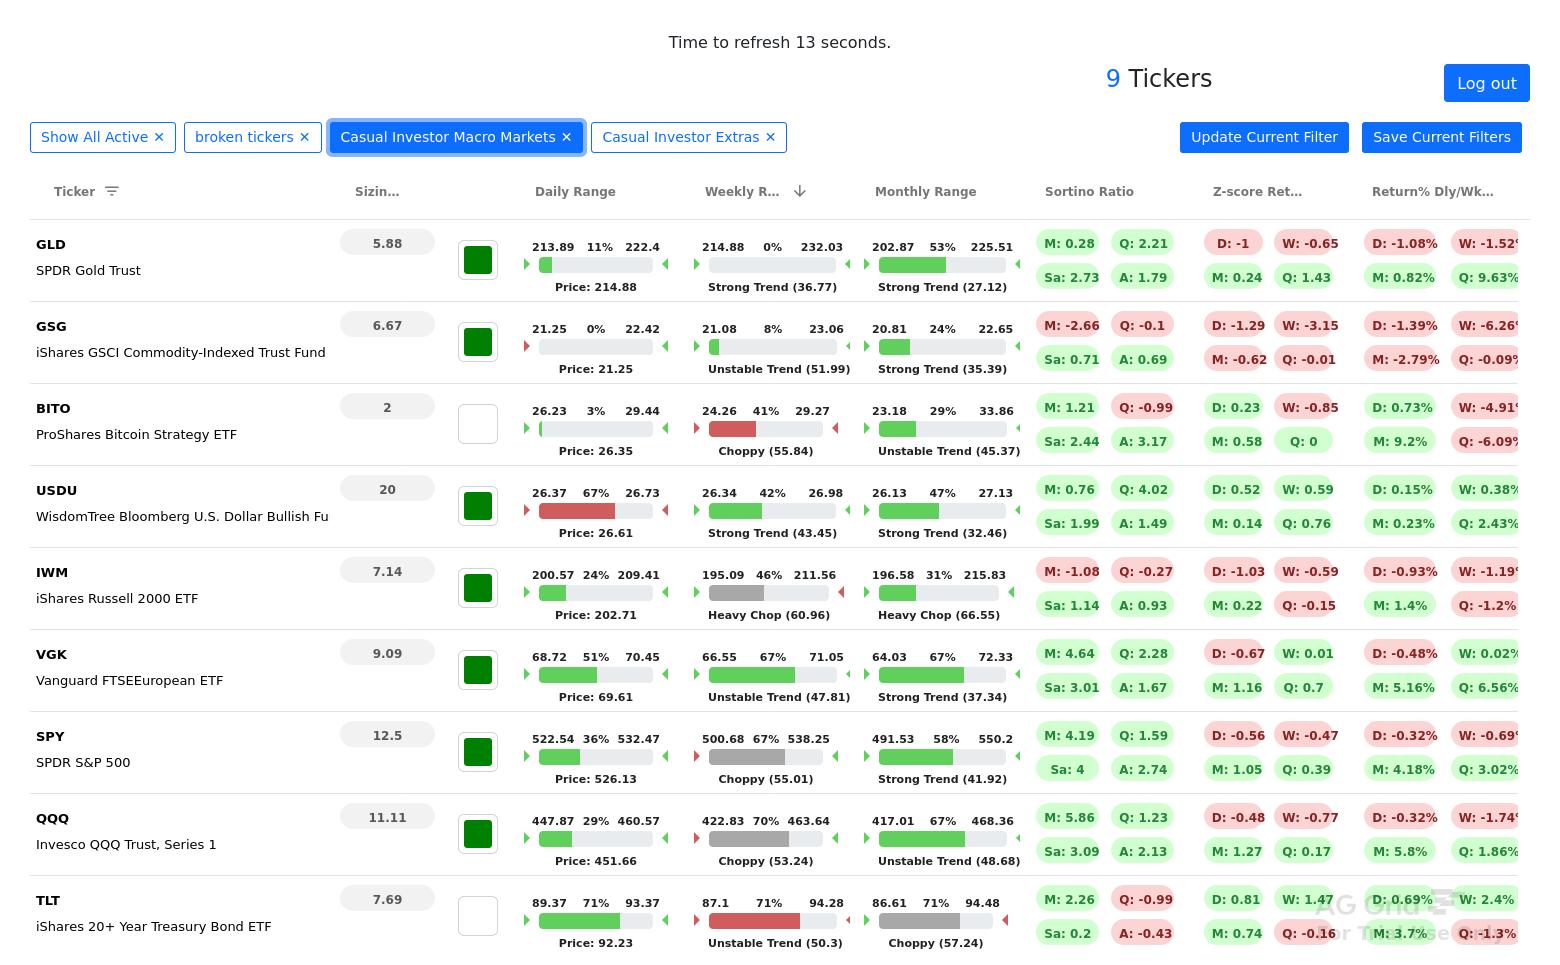 Time to refresh 13 seconds.
9 Tickers
Log out
Show All Active ✕ broken tickers ✕ Casual Investor Macro Markets ✕ Casual Investor Extras ✕ Update Current Filter Save Current Filters
Ticker Sizin... Daily Range Weekly R... Monthly Range Sortino Ratio Z-score Ret... Return% Dly/Wk...
GLD 5.88 213.89 11% 222.4 214.88 0% 232.03 202.87 53% 225.51 M: 0.28 Q: 2.21 D: -1 W: -0.65 D: -1.08% W: -1.52%
SPDR Gold Trust Price: 214.88 Strong Trend (36.77) Strong Trend (27.12) Sa: 2.73 A: 1.79 M: 0.24 Q: 1.43 M: 0.82% Q: 9.63%
GSG 6.67 21.25 0% 22.42 21.08 8% 23.06 20.81 24% 22.65 M: -2.66 Q: -0.1 D: -1.29 W: -3.15 D: -1.39% W: -6.26%
iShares GSCI Commodity-Indexed Trust Fund Price: 21.25 Unstable Trend (51.99) Strong Trend (35.39) Sa: 0.71 A: 0.69 M: -0.62 Q: -0.01 M: -2.79% Q: -0.09%
BITO 2 26.23 3% 29.44 24.26 41% 29.27 23.18 29% 33.86 M: 1.21 Q: -0.99 D: 0.23 W: -0.85 D: 0.73% W: -4.91%
ProShares Bitcoin Strategy ETF Price: 26.35 Choppy (55.84) Unstable Trend (45.37) Sa: 2.44 A: 3.17 M: 0.58 Q: 0 M: 9.2% Q: -6.09%
USDU 20 26.37 67% 26.73 26.34 42% 26.98 26.13 47% 27.13 M: 0.76 Q: 4.02 D: 0.52 W: 0.59 D: 0.15% W: 0.38%
WisdomTree Bloomberg U.S. Dollar Bullish Fu Price: 26.61 Strong Trend (43.45) Strong Trend (32.46) Sa: 1.99 A: 1.49 M: 0.14 Q: 0.76 M: 0.23% Q: 2.43%
IWM 7.14 200.57 24% 209.41 195.09 46% 211.56 196.58 31% 215.83 M: -1.08 Q: -0.27 D: -1.03 W: -0.59 D: -0.93% W: -1.19%
iShares Russell 2000 ETF Price: 202.71 Heavy Chop (60.96) Heavy Chop (66.55) Sa: 1.14 A: 0.93 M: 0.22 Q: -0.15 M: 1.4% Q: -1.2%
VGK 9.09 68.72 51% 70.45 66.55 67% 71.05 64.03 67% 72.33 M: 4.64 Q: 2.28 D: -0.67 W: 0.01 D: -0.48% W: 0.02%
Vanguard FTSEEuropean ETF Price: 69.61 Unstable Trend (47.81) Strong Trend (37.34) Sa: 3.01 A: 1.67 M: 1.16 Q: 0.7 M: 5.16% Q: 6.56%
SPY 12.5 522.54 36% 532.47 500.68 67% 538.25 491.53 58% 550.2 M: 4.19 Q: 1.59 D: -0.56 W: -0.47 D: -0.32% W: -0.69%
SPDR S&P 500 Price: 526.13 Choppy (55.01) Strong Trend (41.92) Sa: 4 A: 2.74 M: 1.05 Q: 0.39 M: 4.18% Q: 3.02%
QQQ 11.11 447.87 29% 460.57 422.83 70% 463.64 417.01 67% 468.36 M: 5.86 Q: 1.23 D: -0.48 W: -0.77 D: -0.32% W: -1.74%
Invesco QQQ Trust, Series 1 Price: 451.66 Choppy (53.24) Unstable Trend (48.68) Sa: 3.09 A: 2.13 M: 1.27 Q: 0.17 M: 5.8% Q: 1.86%
TLT 7.69 89.37 71% 93.37 87.1 71% 94.28 86.61 71% 94.48 M: 2.26 Q: -0.99 D: 0.81 W: 1.47 D: 0.69% W: 2.4%
iShares 20+ Year Treasury Bond ETF Price: 92.23 Unstable Trend (50.3) Choppy (57.24) Sa: 0.2 A: -0.43 M: 0.74 Q: -0.16 M: 3.7% Q: -1.3%
AG Grid
For Trial Use Only